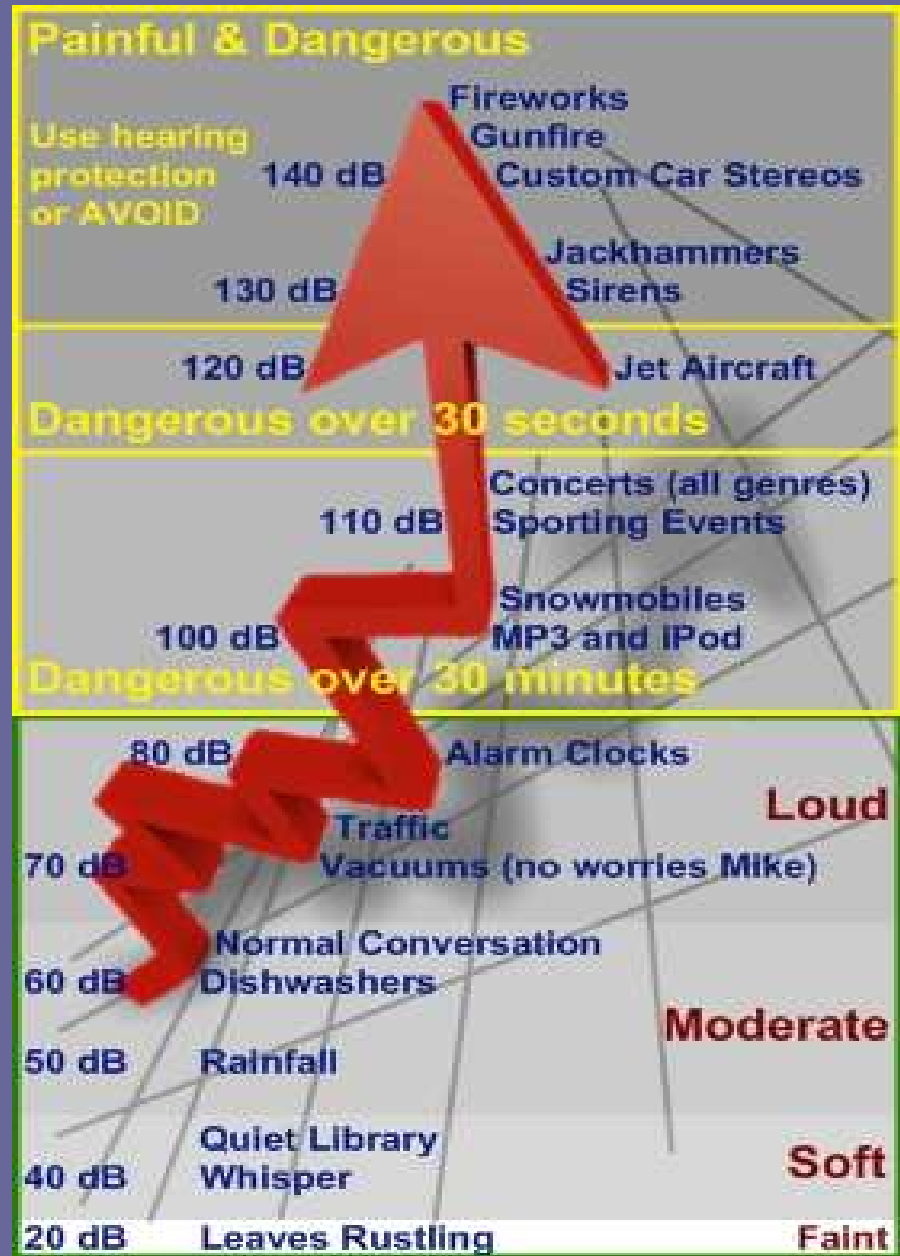 Painful & Dangerous
Fireworks
Use hearing Gunfire
protection 140 dB Custom Car Stereos
or AVOID
Jackhammers
130 dB Sirens
120 dB Jet Aircraft
Dangerous over 30 seconds
Concerts (all genres)
110 dB Sporting Events
Snowmobiles
100 dB MP3 and iPod
Dangerous over 30 minutes
80 dB Alarm Clocks
Loud
Traffic
70 dB Vacuums (no worries Mike)
Normal Conversation
60 dB Dishwashers
Moderate
50 dB Rainfall
Quiet Library
Soft
40 dB Whisper
20 dB Leaves Rustling Faint